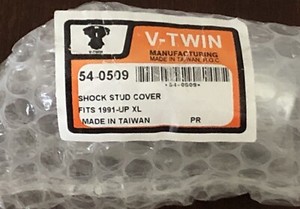 V-TWIN
MANUFACTURING
MADE IN TAIWAN, R.O.C.
54-0509
*54-0509*
SHOCK STUD COVER
FITS 1991-UP XL
MADE IN TAIWAN PR